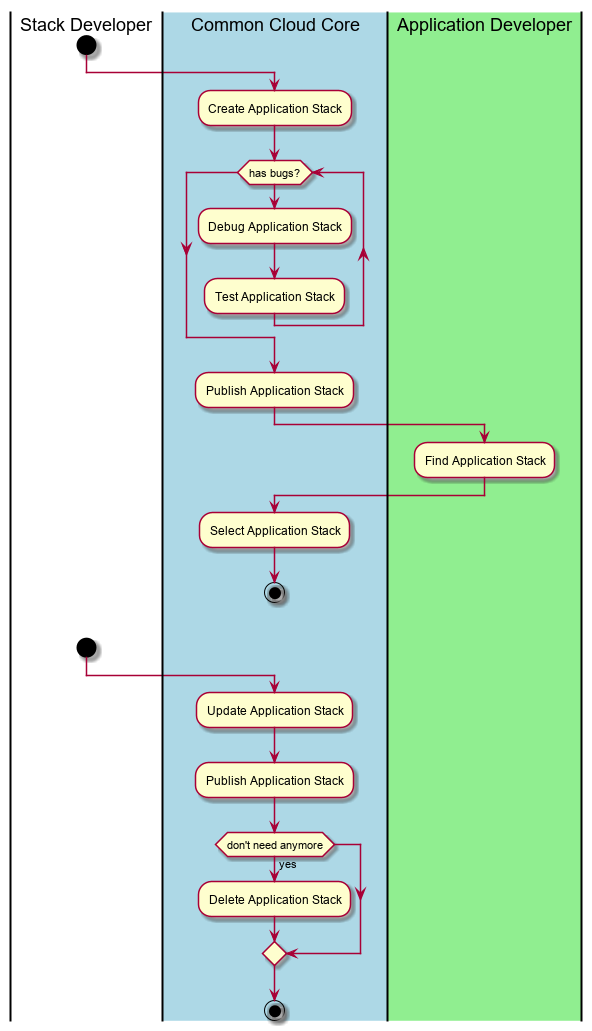 Stack Developer
Common Cloud Core
Application Developer
Create Application Stack
has bugs?
Debug Application Stack
Test Application Stack
Publish Application Stack
Find Application Stack
Select Application Stack
Update Application Stack
Publish Application Stack
don't need anymore
yes
Delete Application Stack